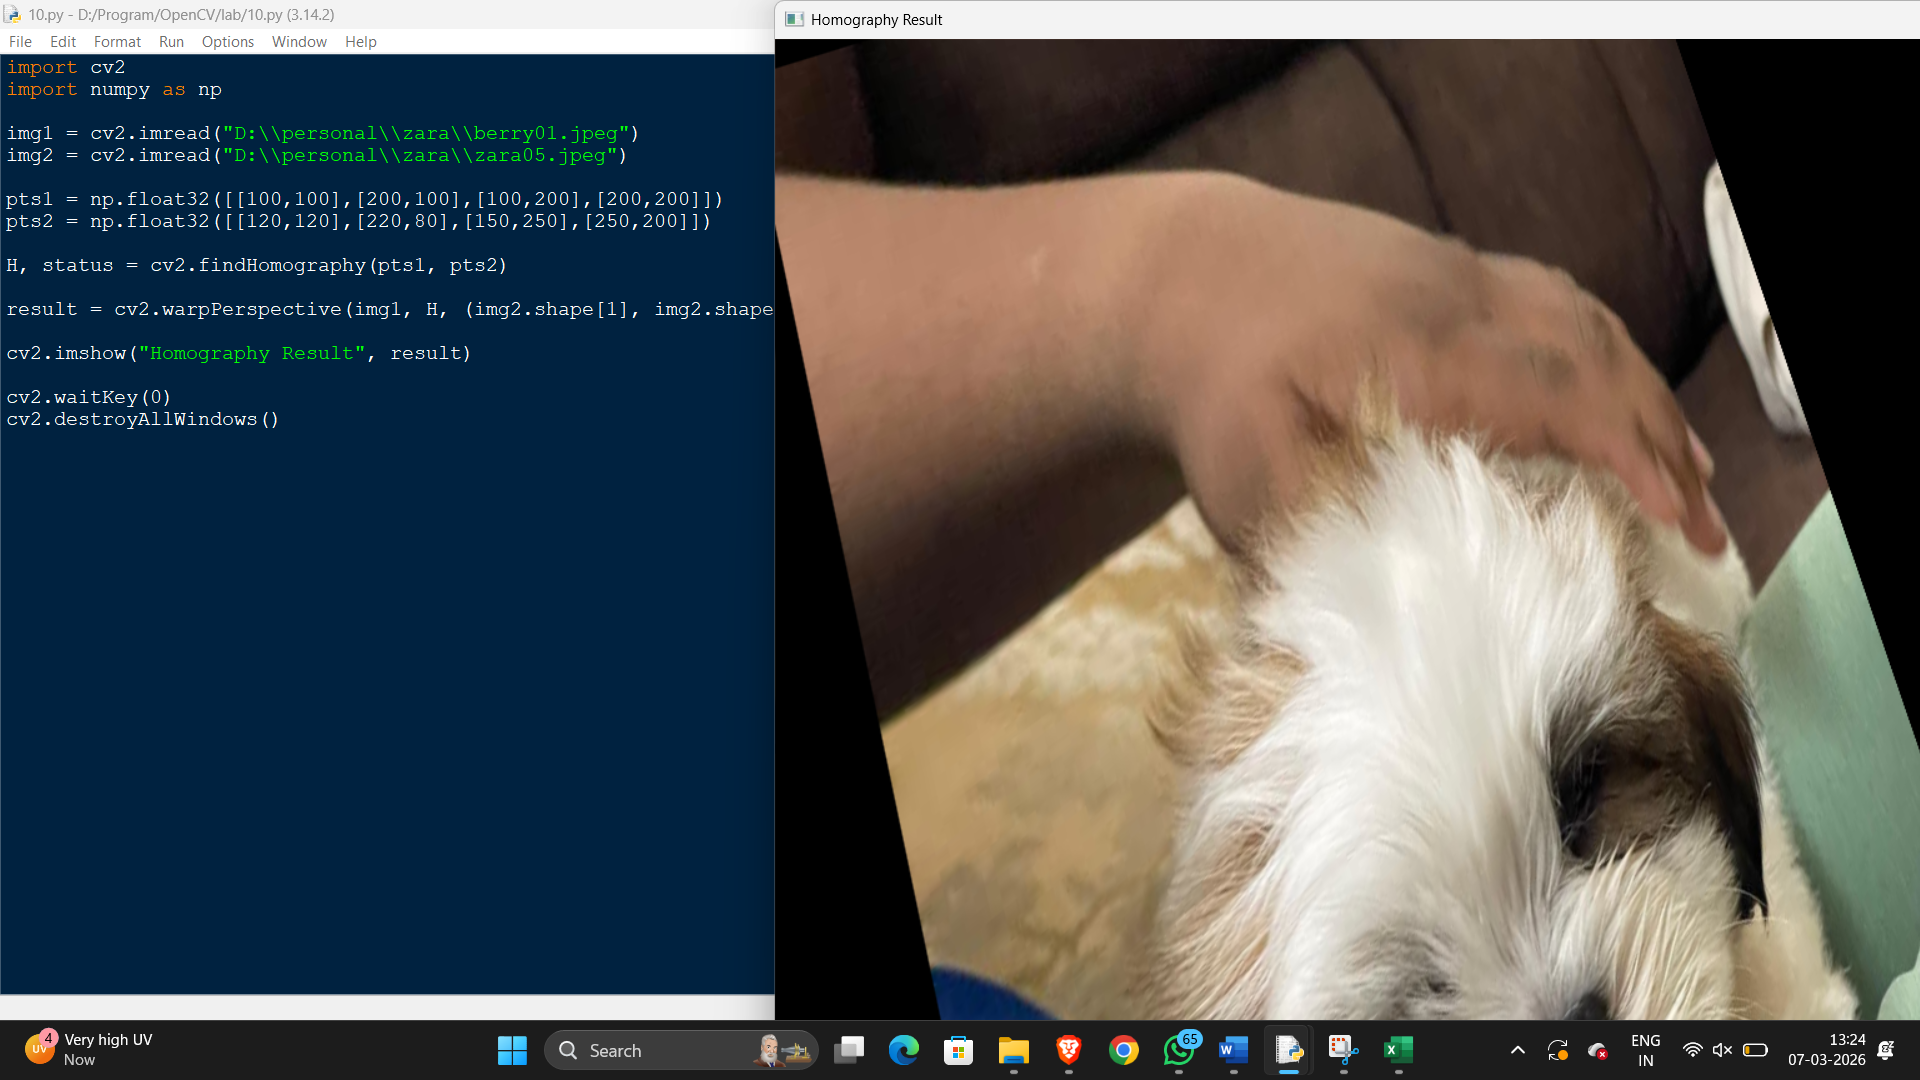 10.py - D:/Program/OpenCV/lab/10.py (3.14.2)
File Edit Format Run Options Window Help
import cv2
import numpy as np
img1 = cv2.imread("D:\\personal\\zara\\berry01.jpeg")
img2 = cv2.imread("D:\\personal\\zara\\zara05.jpeg")
pts1 = np.float32([[100,100],[200,100],[100,200],[200,200]])
pts2 = np.float32([[120,120],[220,80],[150,250],[250,200]])
H, status = cv2.findHomography(pts1, pts2)
result = cv2.warpPerspective(img1, H, (img2.shape[1], img2.shape
cv2.imshow("Homography Result", result)
cv2.waitKey(0)
cv2.destroyAllWindows()
Homography Result
UV
4
Very high UV
Now
Search
65
W
X
ENG
IN
13:24
07-03-2026